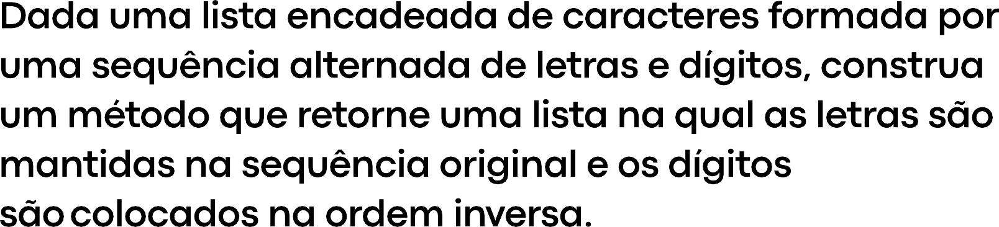 Dada uma lista encadeada de caracteres formada por
uma sequência alternada de letras e dígitos, construa
um método que retorne uma lista na qual as letras são
mantidas na sequência original e os dígitos
são colocados na ordem inversa.